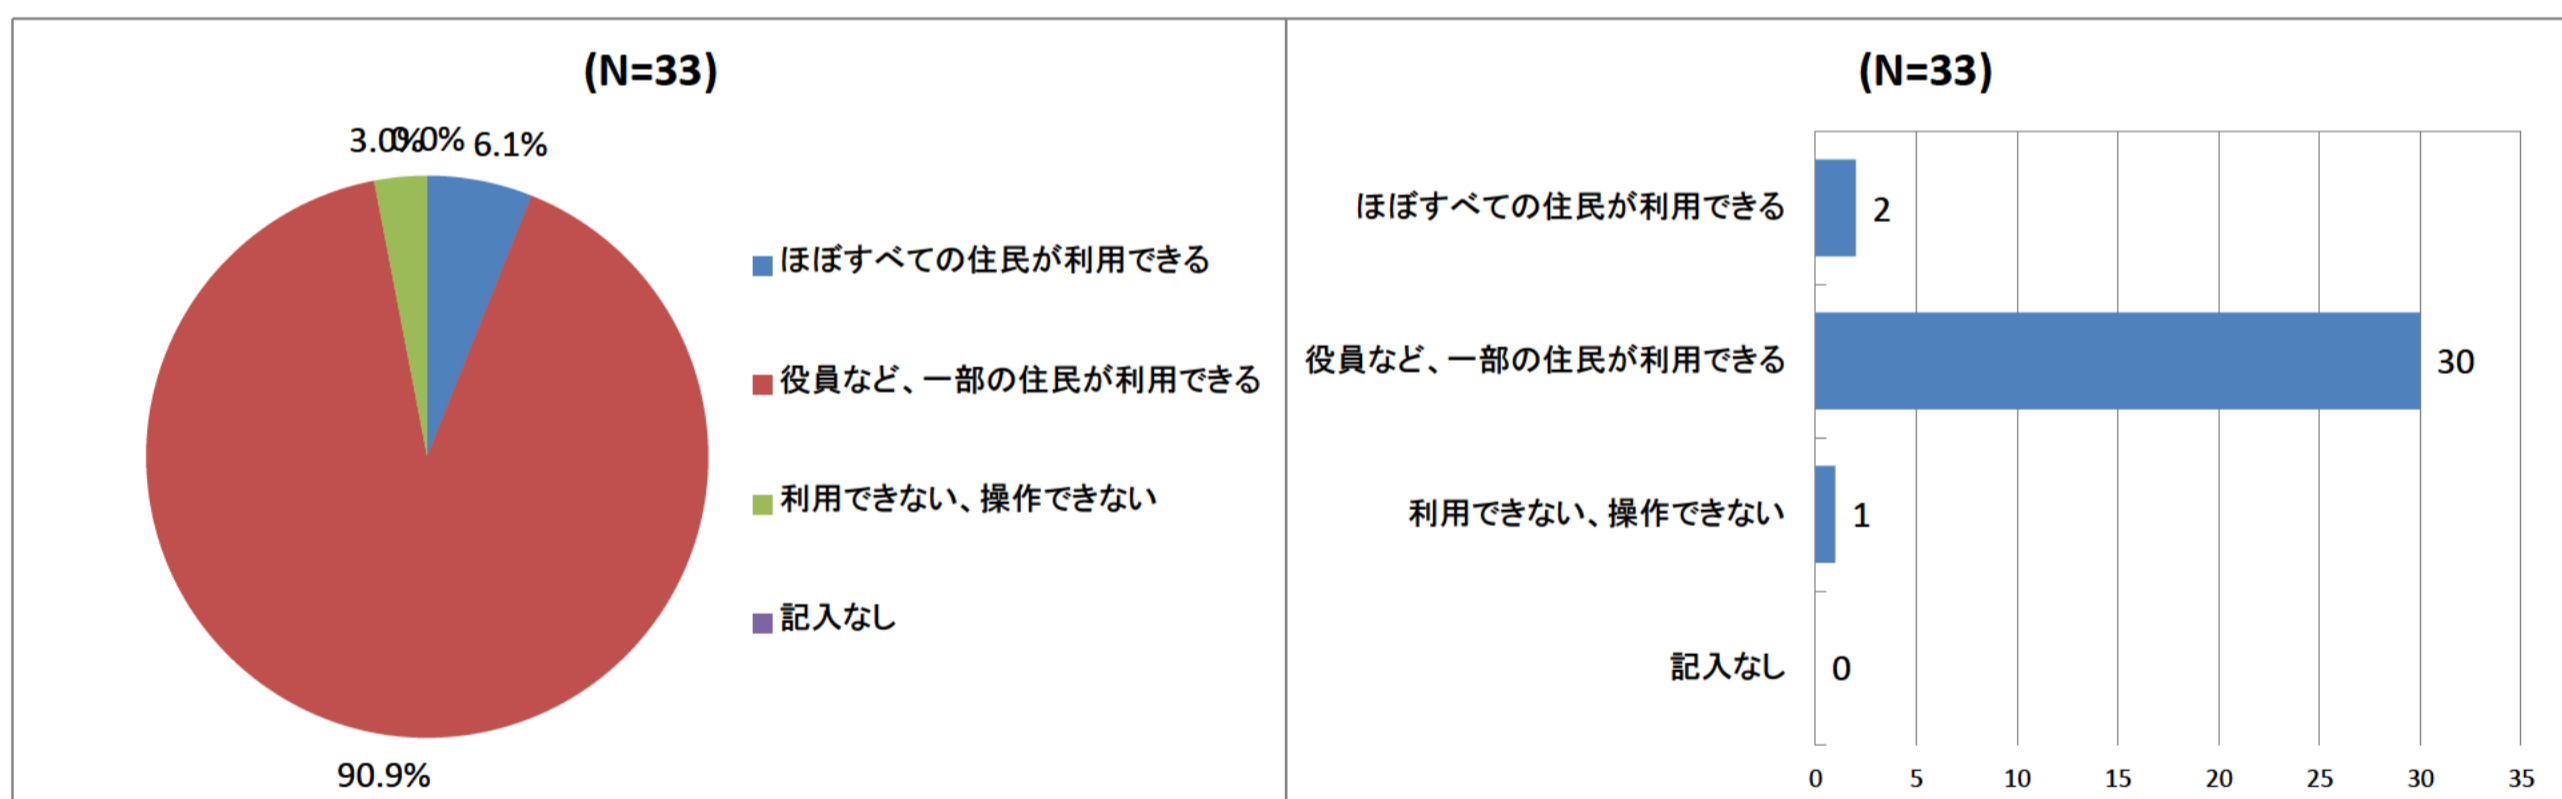 (N=33)
3.0%
0.0%
6.1%
ほぼすべての住民が利用できる
役員など、一部の住民が利用できる
利用できない、操作できない
記入なし
90.9%
(N=33)
ほぼすべての住民が利用できる
2
役員など、一部の住民が利用できる
30
利用できない、操作できない
1
記入なし
0
0 5 10 15 20 25 30 35